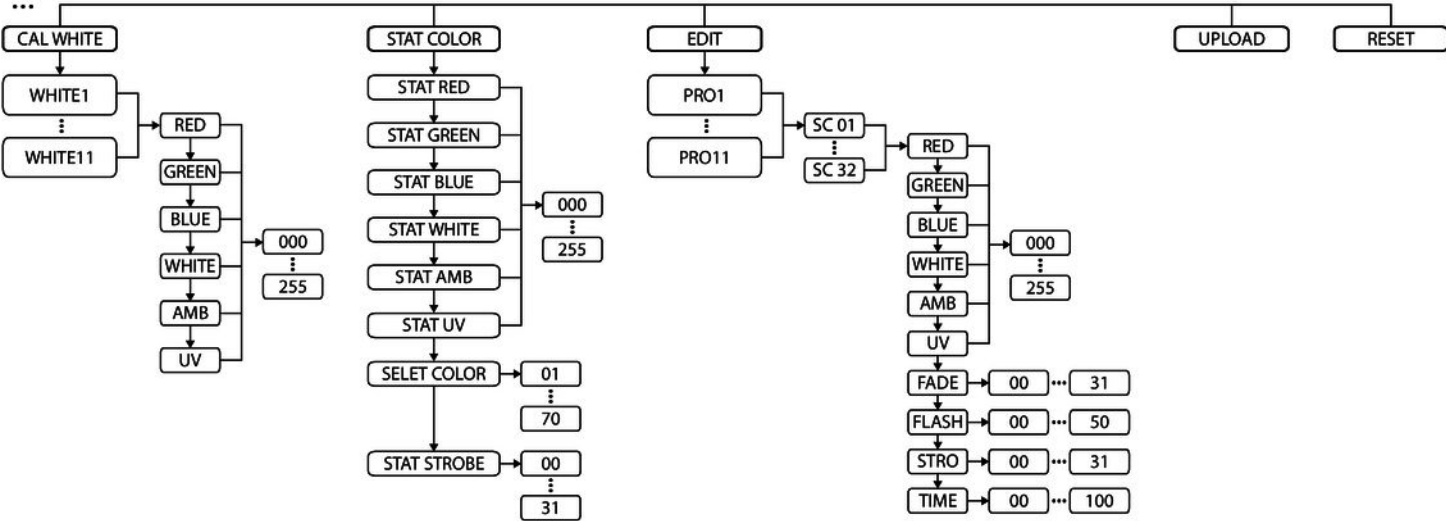 ...
CAL WHITE
STAT COLOR
EDIT
UPLOAD
RESET
WHITE1
WHITE11
RED
GREEN
BLUE
WHITE
AMB
UV
000
255
STAT RED
STAT GREEN
STAT BLUE
STAT WHITE
STAT AMB
STAT UV
000
255
SELET COLOR
01
70
STAT STROBE
00
31
PRO1
PRO11
SC 01
SC 32
RED
GREEN
BLUE
WHITE
AMB
UV
000
255
FADE 00 ... 31
FLASH 00 ... 50
STRO 00 ... 31
TIME 00 ... 100